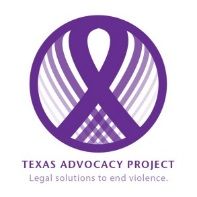 TEXAS ADVOCACY PROJECT
Legal solutions to end violence.